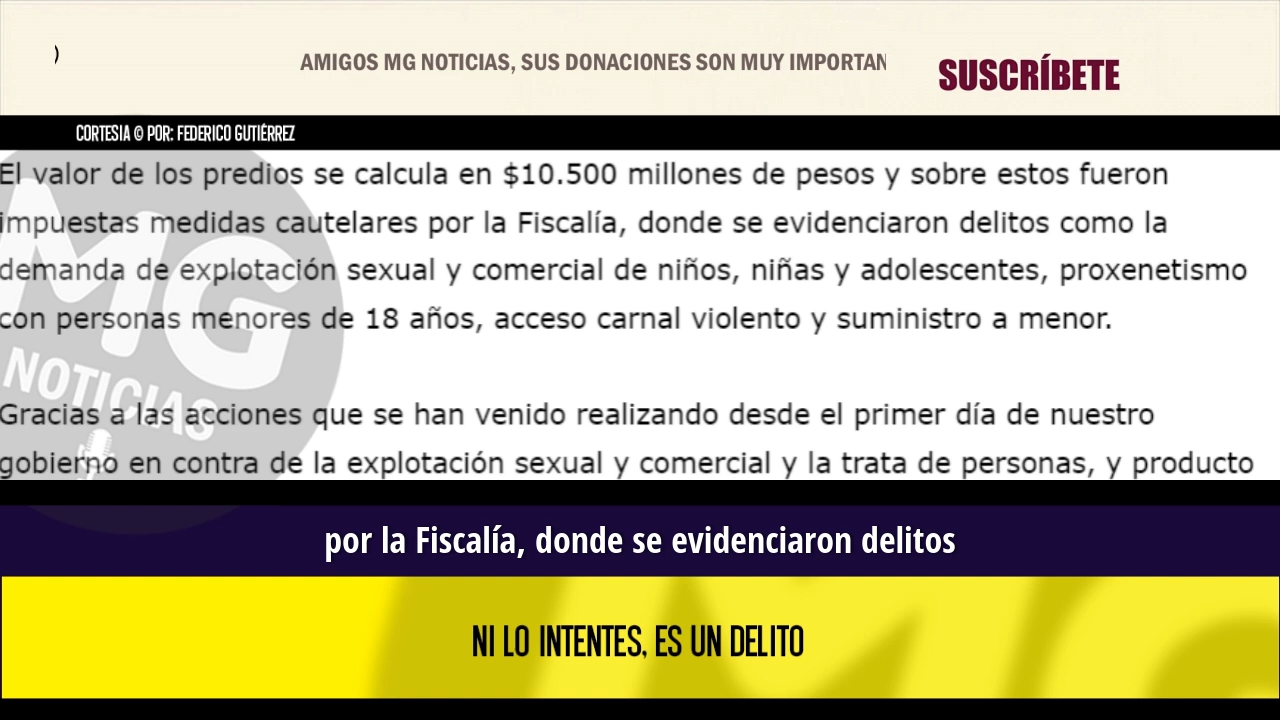 )
AMIGOS MG NOTICIAS, SUS DONACIONES SON MUY IMPORTAN
SUSCRÍBETE
CORTESIA © POR: FEDERICO GUTIÉRREZ
El valor de los predios se calcula en $10.500 millones de pesos y sobre estos fueron
impuestas medidas cautelares por la Fiscalía, donde se evidenciaron delitos como la
demanda de explotación sexual y comercial de niños, niñas y adolescentes, proxenetismo
con personas menores de 18 años, acceso carnal violento y suministro a menor.
MG
NOTICIAS
Gracias a las acciones que se han venido realizando desde el primer día de nuestro
gobierno en contra de la explotación sexual y comercial y la trata de personas, y producto
por la Fiscalía, donde se evidenciaron delitos
NI LO INTENTES, ES UN DELITO